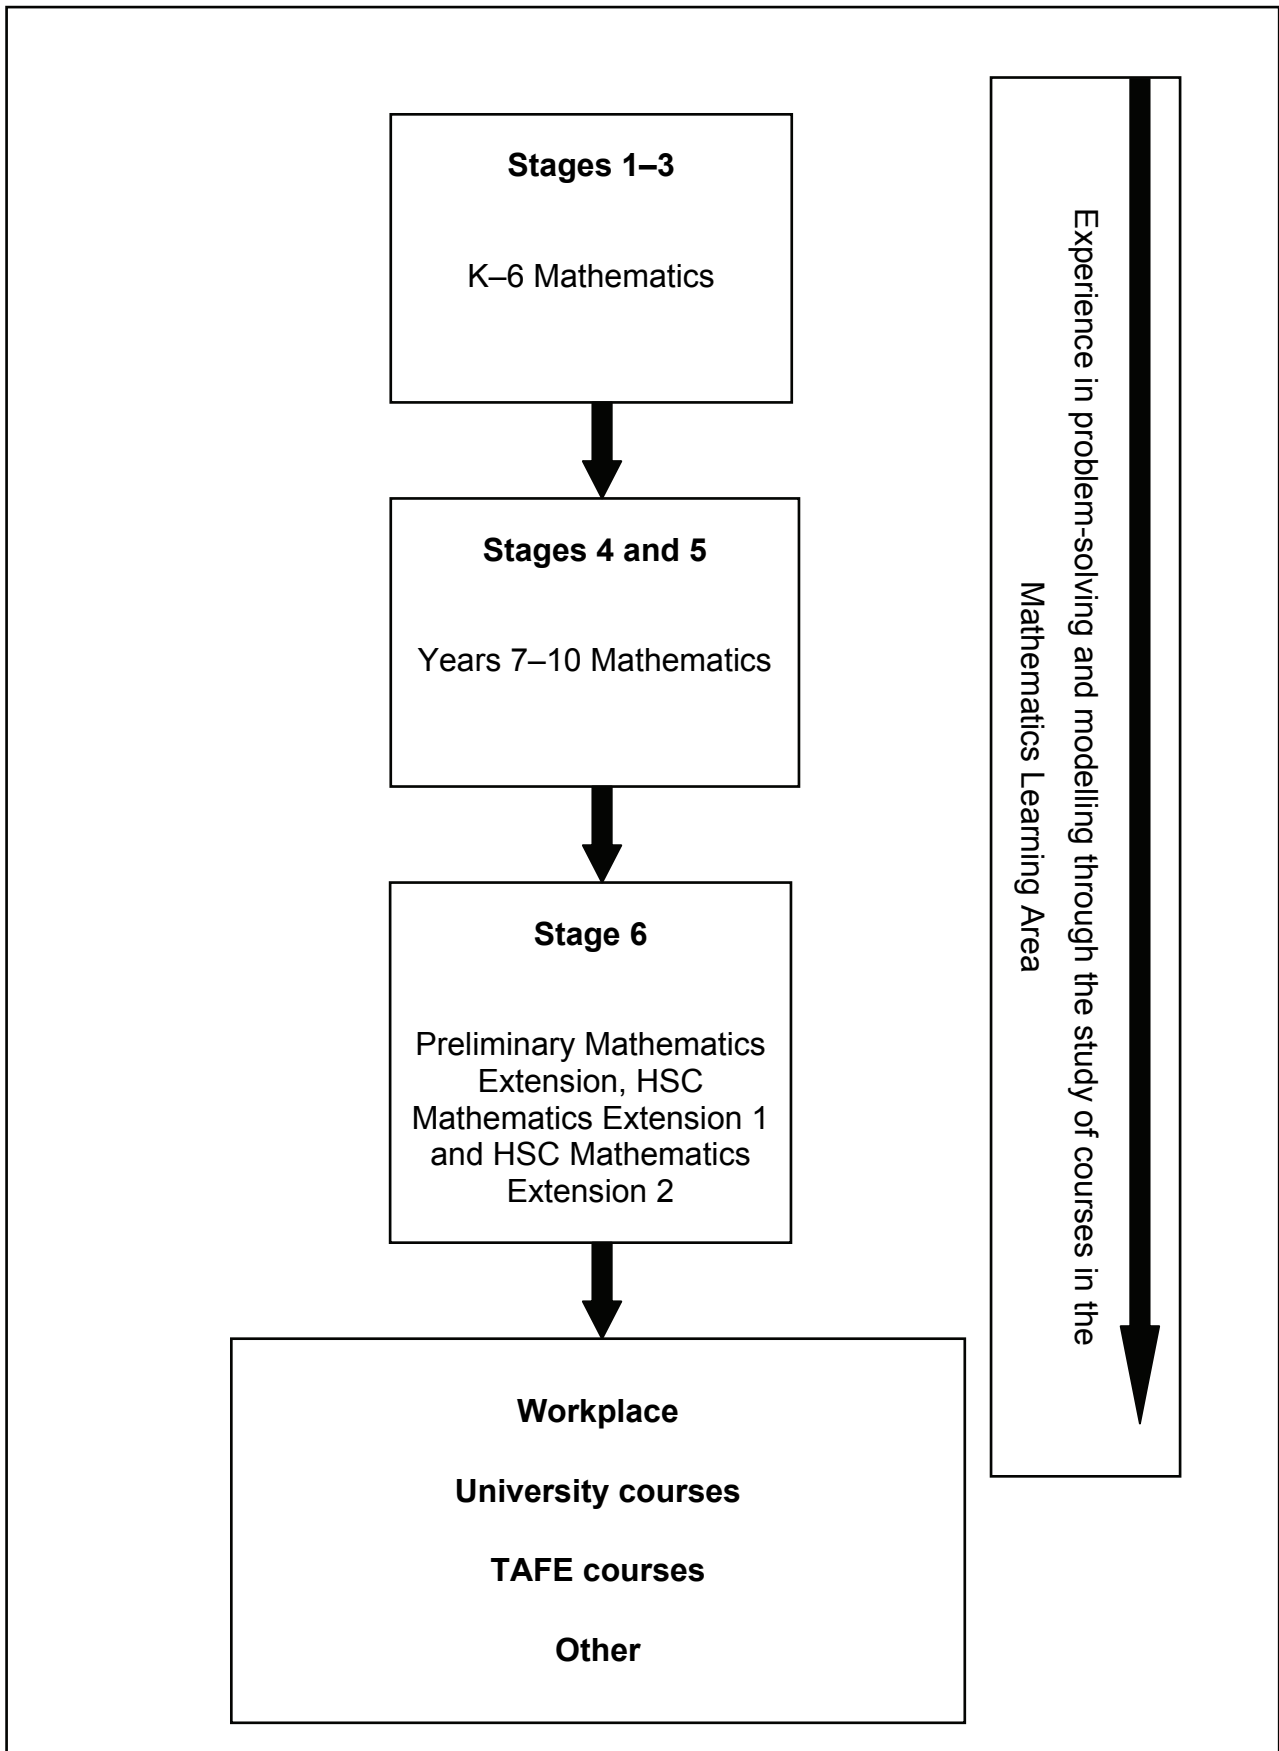 Stages 1–3
K–6 Mathematics
Stages 4 and 5
Years 7–10 Mathematics
Stage 6
Preliminary Mathematics
Extension, HSC
Mathematics Extension 1
and HSC Mathematics
Extension 2
Workplace
University courses
TAFE courses
Other
Experience in problem-solving and modelling through the study of courses in the
Mathematics Learning Area